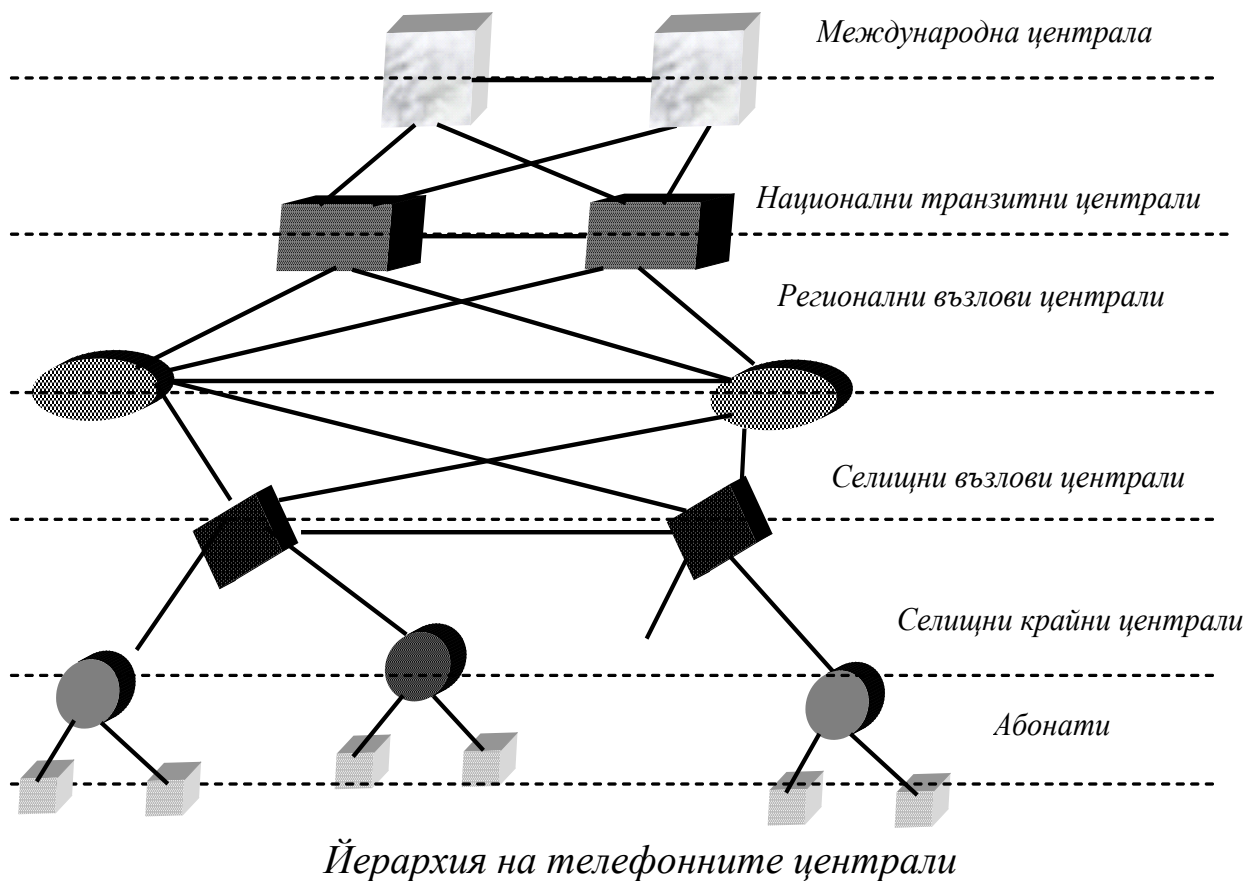 Международна централа
Национални транзитни централи
Регионални възлови централи
Селищни възлови централи
Селищни крайни централи
Абонати
Йерархия на телефонните централи